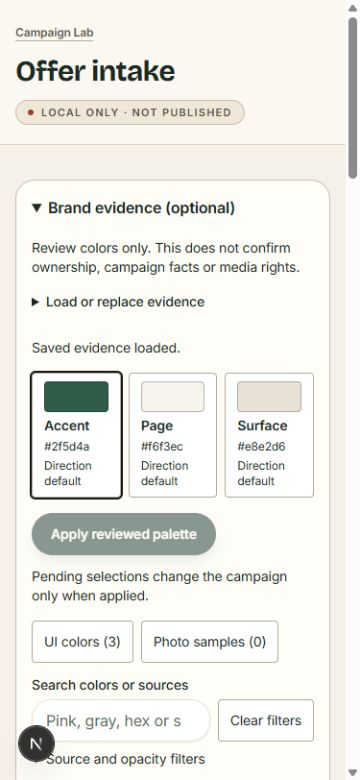 Campaign Lab
Offer intake
LOCAL ONLY · NOT PUBLISHED
▼ Brand evidence (optional)
Review colors only. This does not confirm
ownership, campaign facts or media rights.
▶ Load or replace evidence
Saved evidence loaded.
Accent
#2f5d4a
Direction
default
Page
#f6f3ec
Direction
default
Surface
#e8e2d6
Direction
default
Apply reviewed palette
Pending selections change the campaign
only when applied.
UI colors (3)
Photo samples (0)
Search colors or sources
Pink, gray, hex or s
Clear filters
N
Source and opacity filters